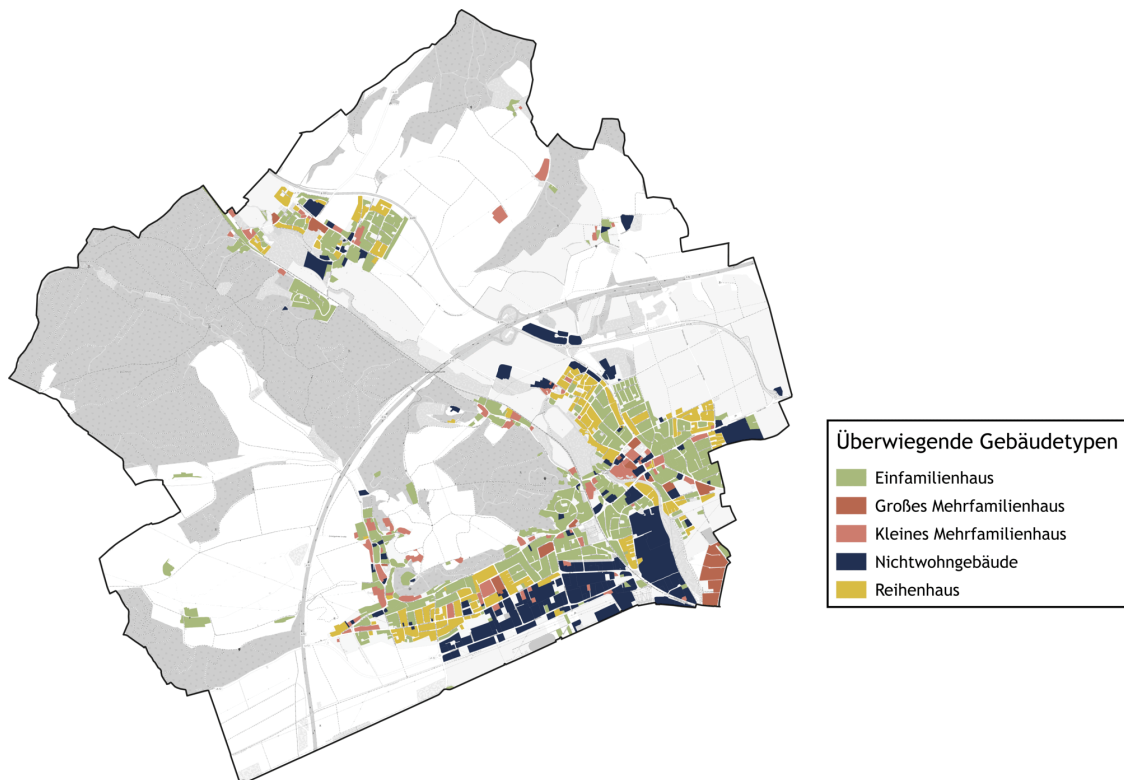 Überwiegende Gebäudetypen
Einfamilienhaus
Großes Mehrfamilienhaus
Kleines Mehrfamilienhaus
Nichtwohngebäude
Reihenhaus